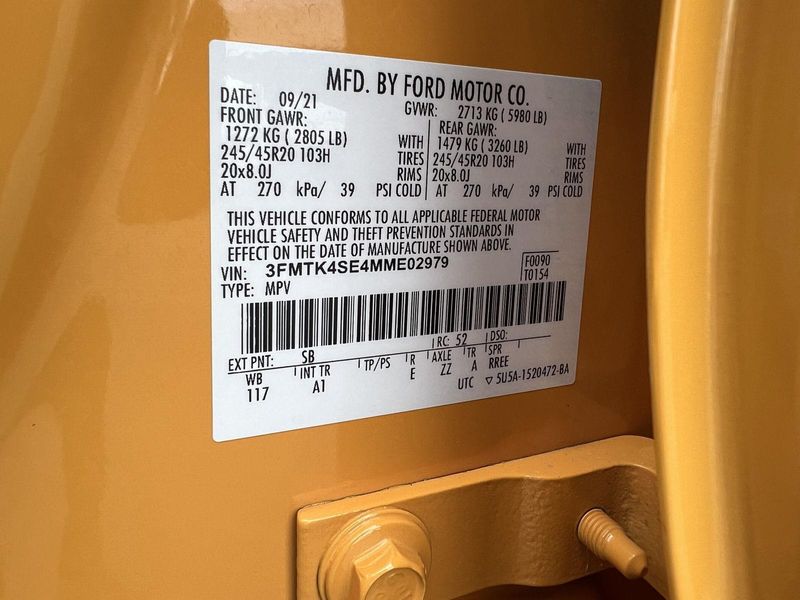 MFD. BY FORD MOTOR CO.
DATE: 09/21 GVWR: 2713 KG ( 5980 LB)
FRONT GAWR: REAR GAWR:
1272 KG ( 2805 LB) WITH 1479 KG ( 3260 LB) WITH
245/45R20 103H TIRES 245/45R20 103H TIRES
20x8.0J RIMS 20x8.0J RIMS
AT 270 kPa/ 39 PSI COLD AT 270 kPa/ 39 PSI COLD
THIS VEHICLE CONFORMS TO ALL APPLICABLE FEDERAL MOTOR
VEHICLE SAFETY AND THEFT PREVENTION STANDARDS IN
EFFECT ON THE DATE OF MANUFACTURE SHOWN ABOVE.
VIN: 3FMTK4SE4MME02979 F0090
TYPE: MPV T0154
EXT PNT: SB RC: 52 DSO:
WB INT TR TP/PS R AXLE TR SPR
117 A1 E ZZ A RREE
UTC ▽ 5U5A-1520472-BA